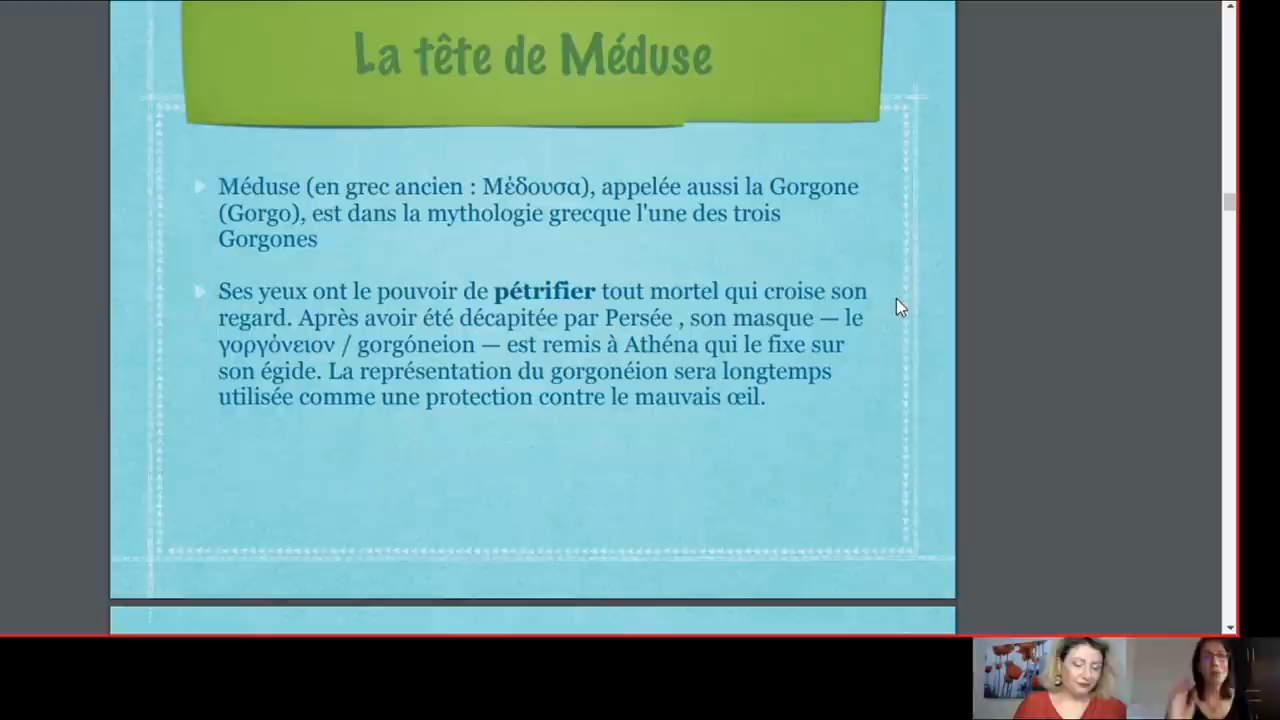 La tête de Méduse
Méduse (en grec ancien : Μέδουσα), appelée aussi la Gorgone
(Gorgo), est dans la mythologie grecque l'une des trois
Gorgones
Ses yeux ont le pouvoir de pétrifier tout mortel qui croise son
regard. Après avoir été décapitée par Persée , son masque — le
γοργόνειον / gorgóneion — est remis à Athéna qui le fixe sur
son égide. La représentation du gorgonéion sera longtemps
utilisée comme une protection contre le mauvais œil.